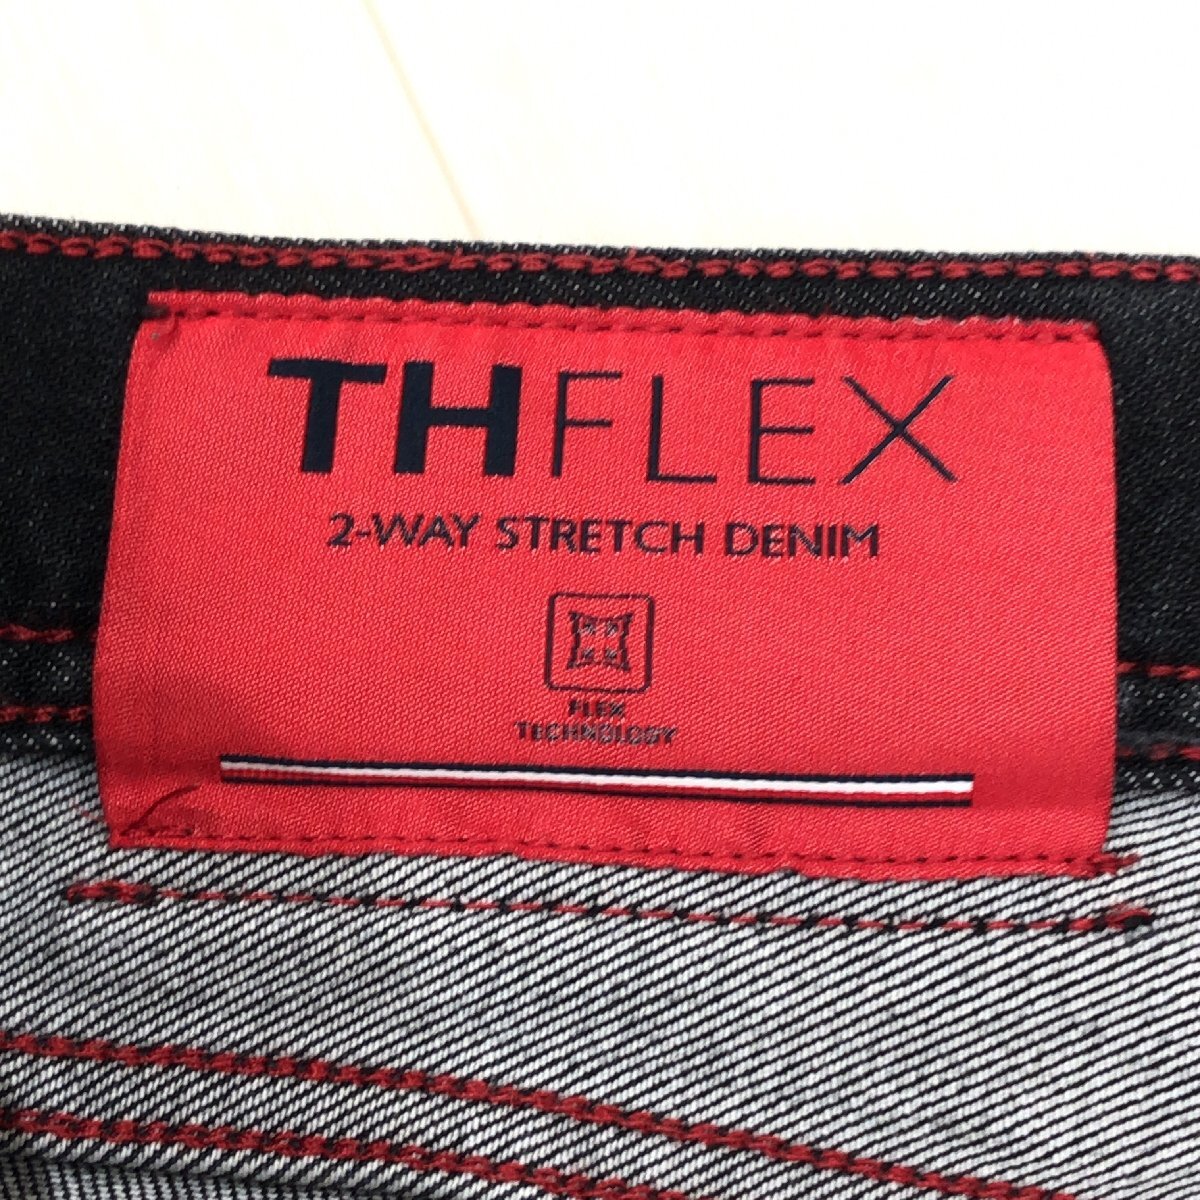 THFLEX
2-WAY STRETCH DENIM
FLEX
TECHNOLOGY